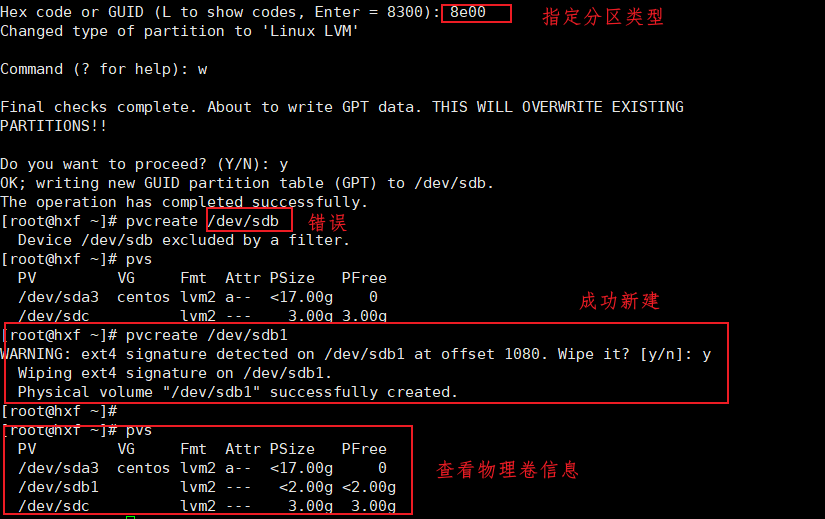 Hex code or GUID (L to show codes, Enter = 8300): 8e00 指定分区类型
Changed type of partition to 'Linux LVM'
Command (? for help): w
Final checks complete. About to write GPT data. THIS WILL OVERWRITE EXISTING
PARTITIONS!!
Do you want to proceed? (Y/N): y
OK; writing new GUID partition table (GPT) to /dev/sdb.
The operation has completed successfully.
[root@hxf ~]# pvcreate /dev/sdb 错误
  Device /dev/sdb excluded by a filter.
[root@hxf ~]# pvs
  PV         VG     Fmt  Attr PSize   PFree
  /dev/sda3  centos lvm2 a--  <17.00g    0
成功新建
  /dev/sdc          lvm2 ---    3.00g 3.00g
[root@hxf ~]# pvcreate /dev/sdb1
WARNING: ext4 signature detected on /dev/sdb1 at offset 1080. Wipe it? [y/n]: y
  Wiping ext4 signature on /dev/sdb1.
  Physical volume "/dev/sdb1" successfully created.
[root@hxf ~]#
[root@hxf ~]# pvs
  PV         VG     Fmt  Attr PSize   PFree
  /dev/sda3  centos lvm2 a--  <17.00g     0
查看物理卷信息
  /dev/sdb1         lvm2 ---   <2.00g <2.00g
  /dev/sdc          lvm2 ---    3.00g  3.00g